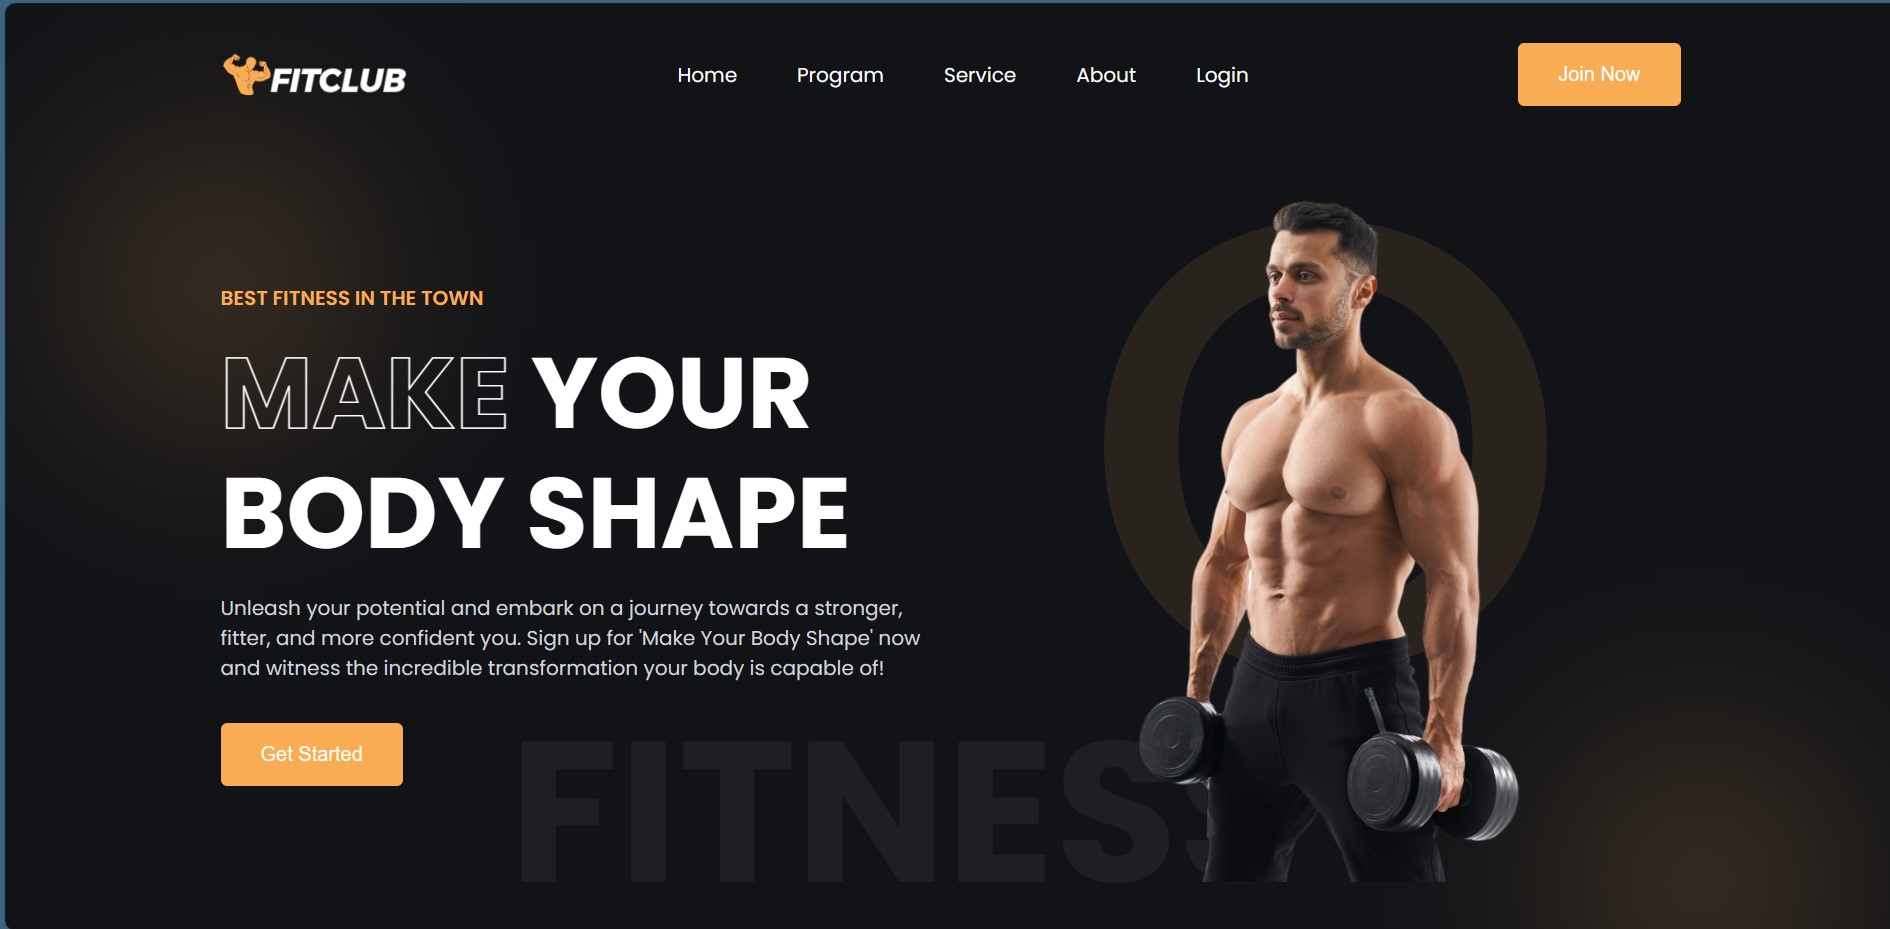 FITCLUB
Home Program Service About Login
Join Now
BEST FITNESS IN THE TOWN
MAKE YOUR
BODY SHAPE
Unleash your potential and embark on a journey towards a stronger,
fitter, and more confident you. Sign up for 'Make Your Body Shape' now
and witness the incredible transformation your body is capable of!
Get Started
FITNESS